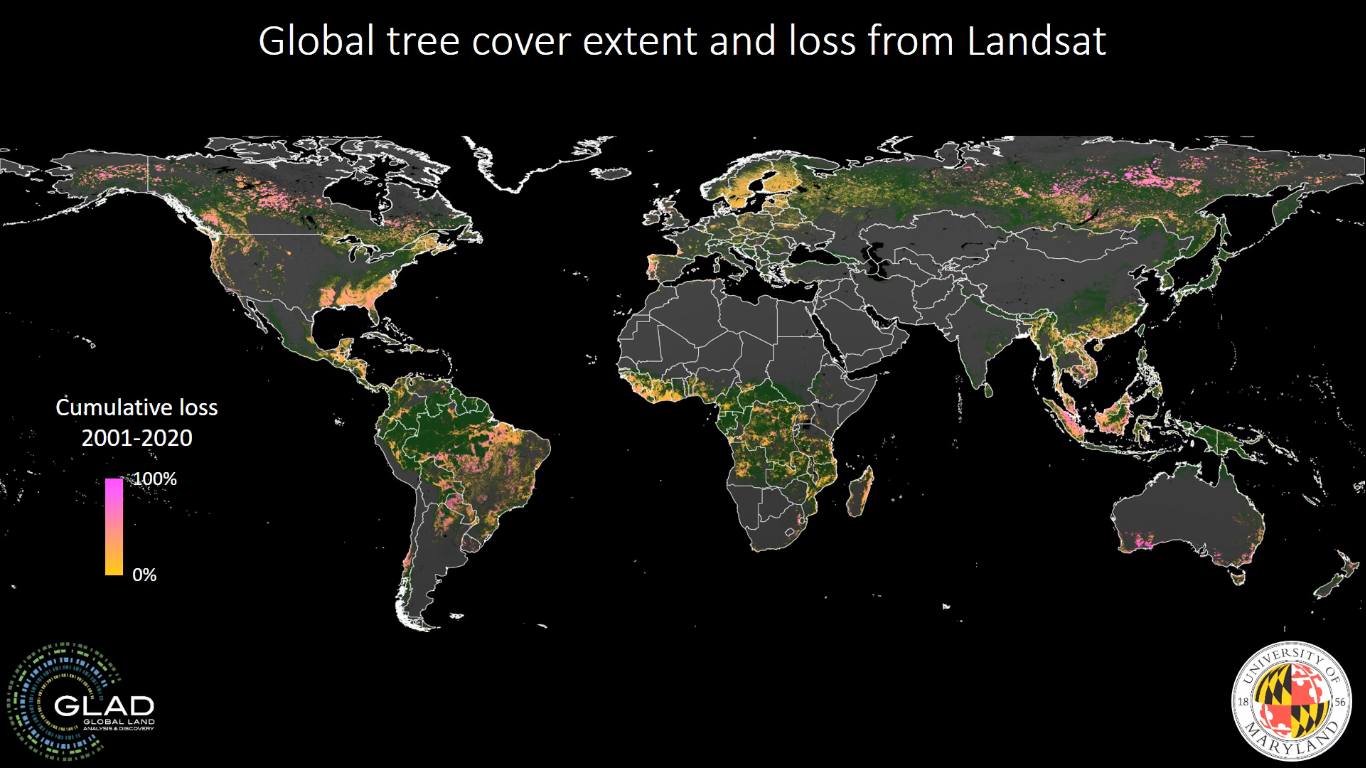 Global tree cover extent and loss from Landsat
Cumulative loss
2001-2020
100%
0%
GLAD
GLOBAL LAND
ANALYSIS & DISCOVERY
UNIVERSITY OF
18 56
MARYLAND